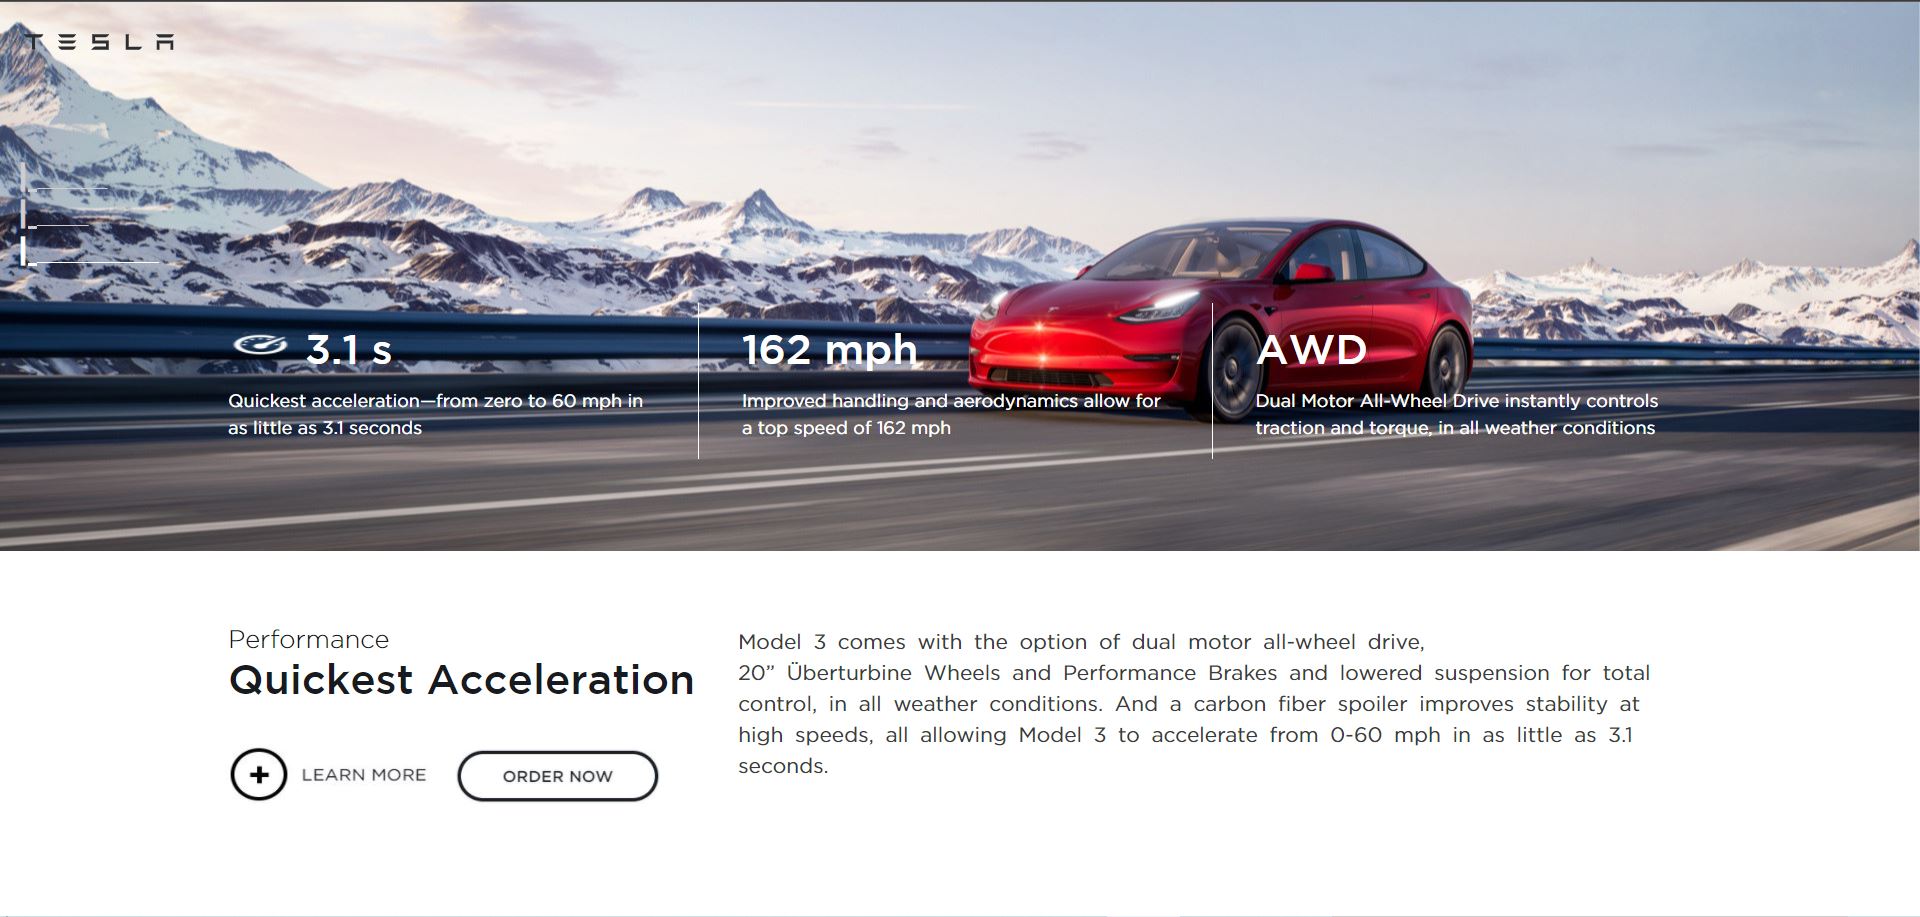 TESLA
3.1 s
Quickest acceleration—from zero to 60 mph in
as little as 3.1 seconds
162 mph
Improved handling and aerodynamics allow for
a top speed of 162 mph
AWD
Dual Motor All-Wheel Drive instantly controls
traction and torque, in all weather conditions
Performance
Quickest Acceleration
LEARN MORE
ORDER NOW
Model 3 comes with the option of dual motor all-wheel drive,
20” Überturbine Wheels and Performance Brakes and lowered suspension for total
control, in all weather conditions. And a carbon fiber spoiler improves stability at
high speeds, all allowing Model 3 to accelerate from 0-60 mph in as little as 3.1
seconds.